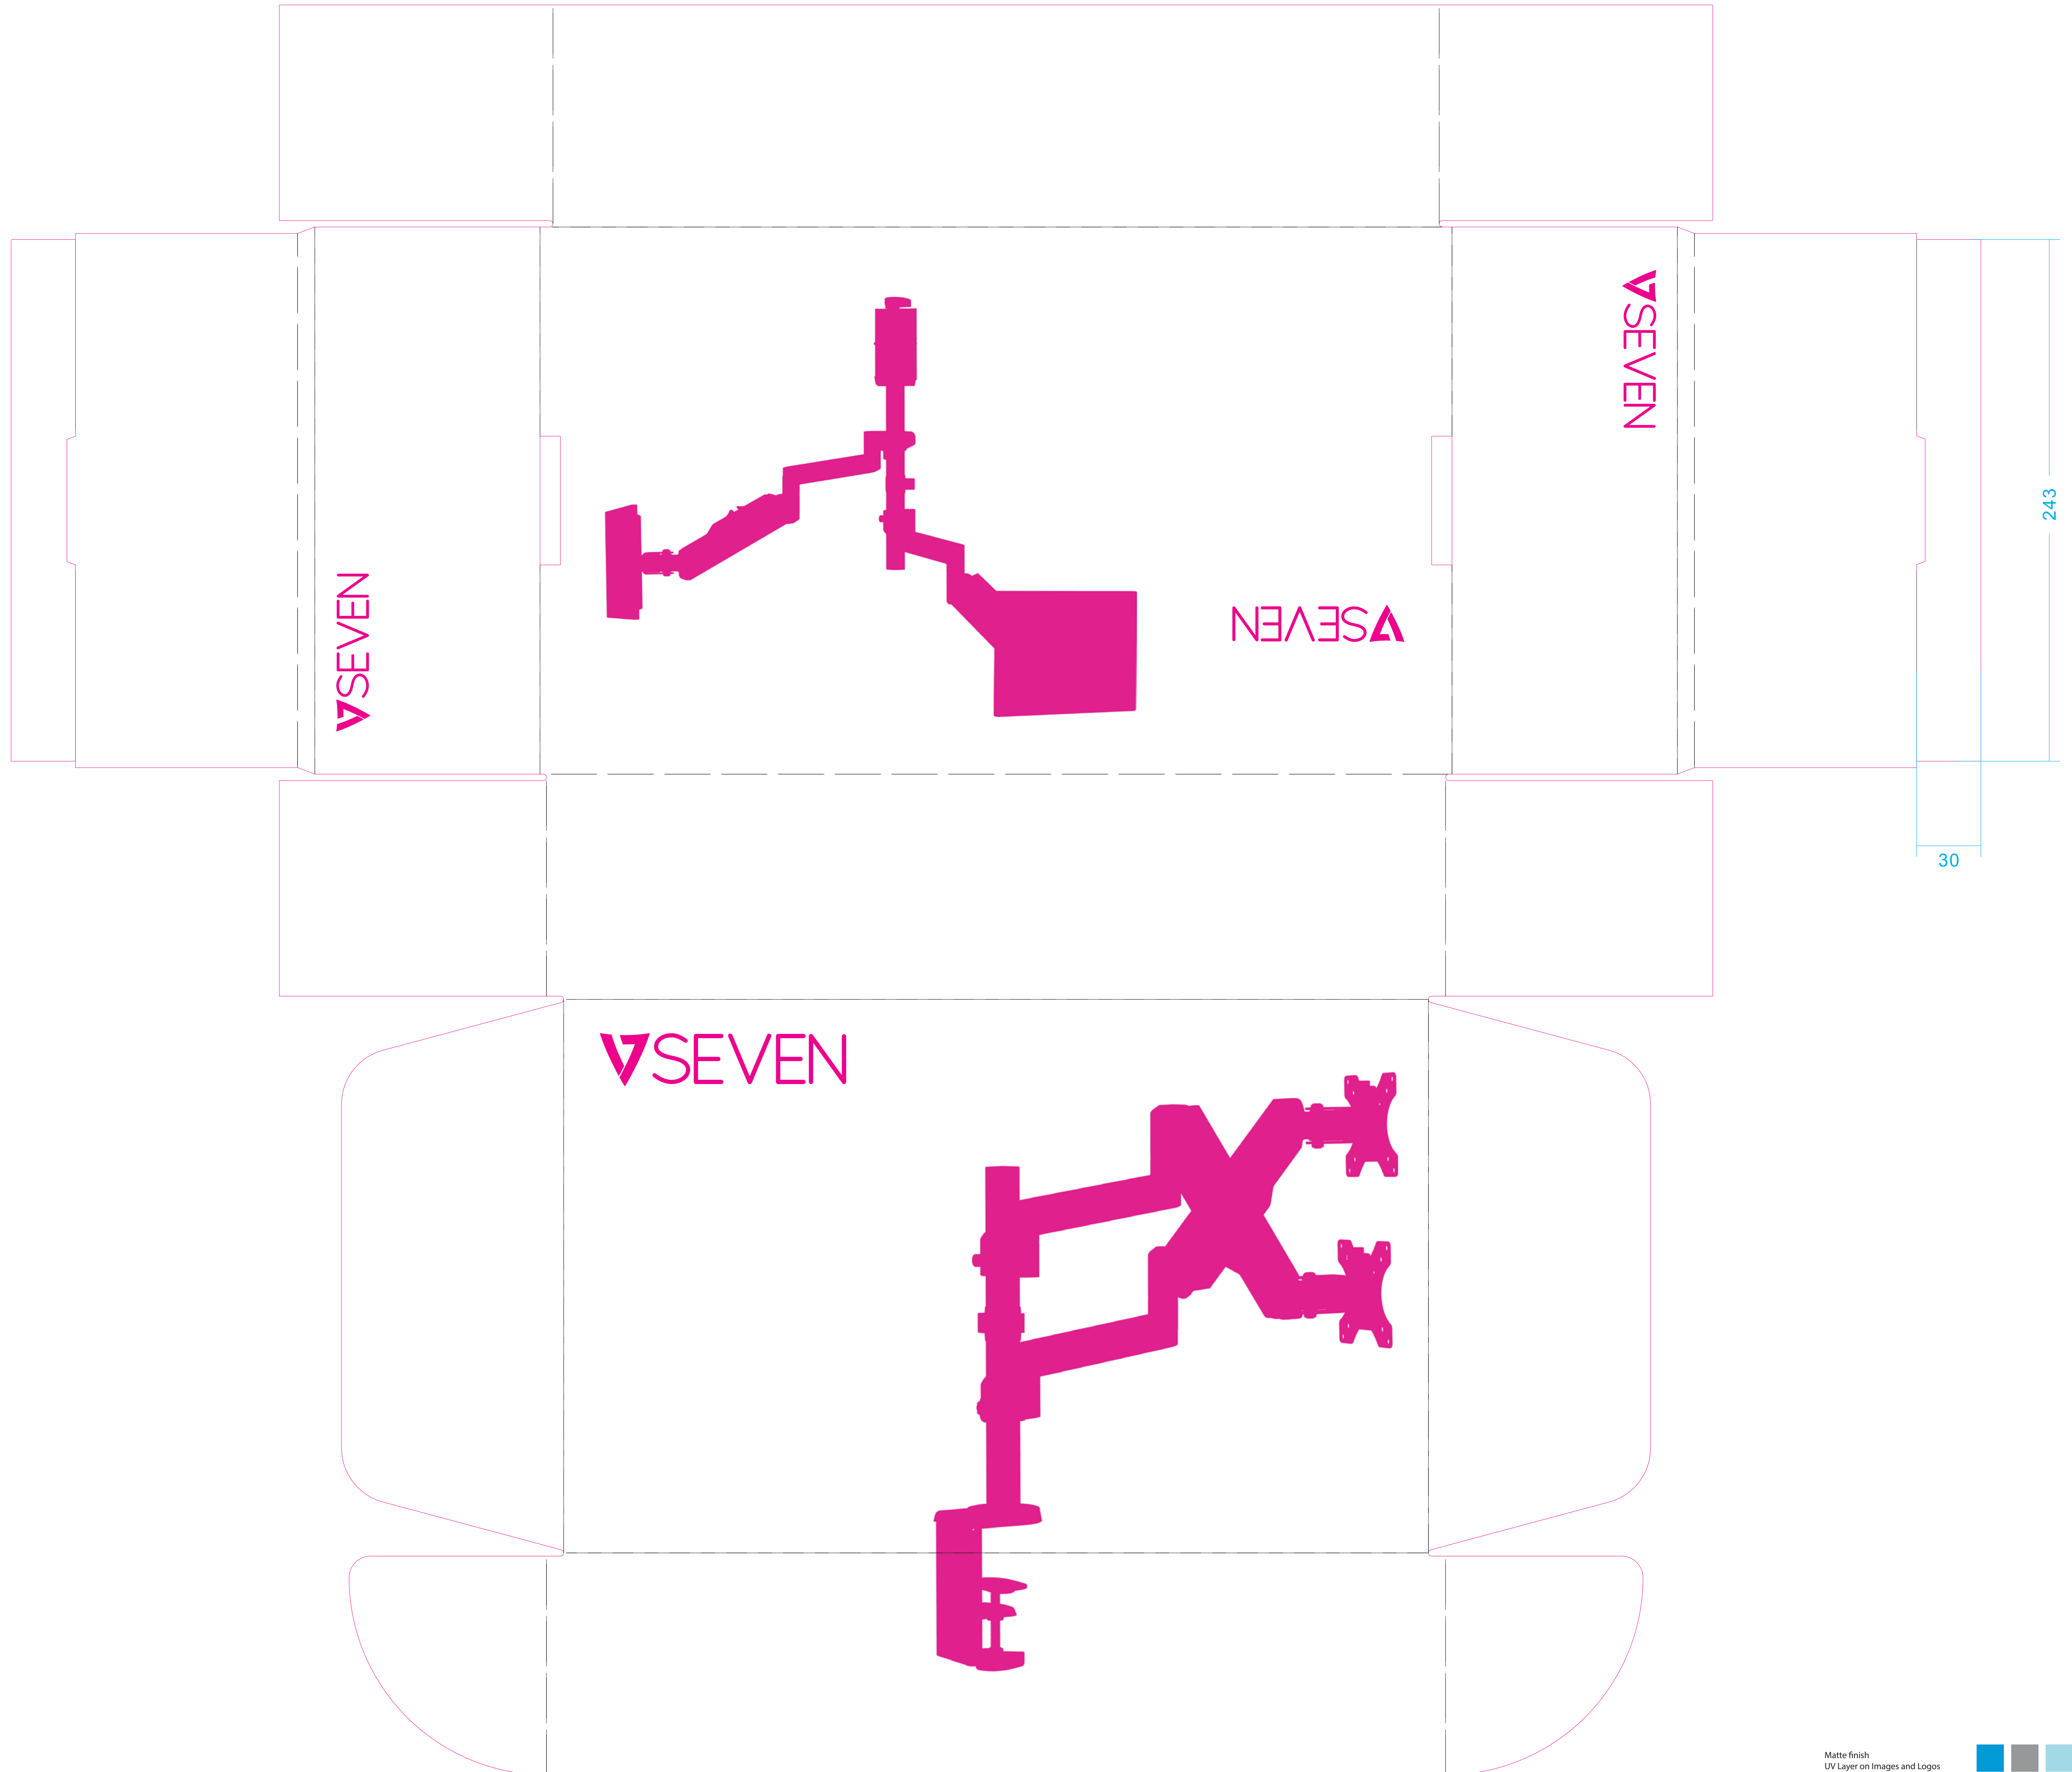 SEVEN
SEVEN
SEVEN
243
30
SEVEN
Matte finish
UV Layer on Images and Logos